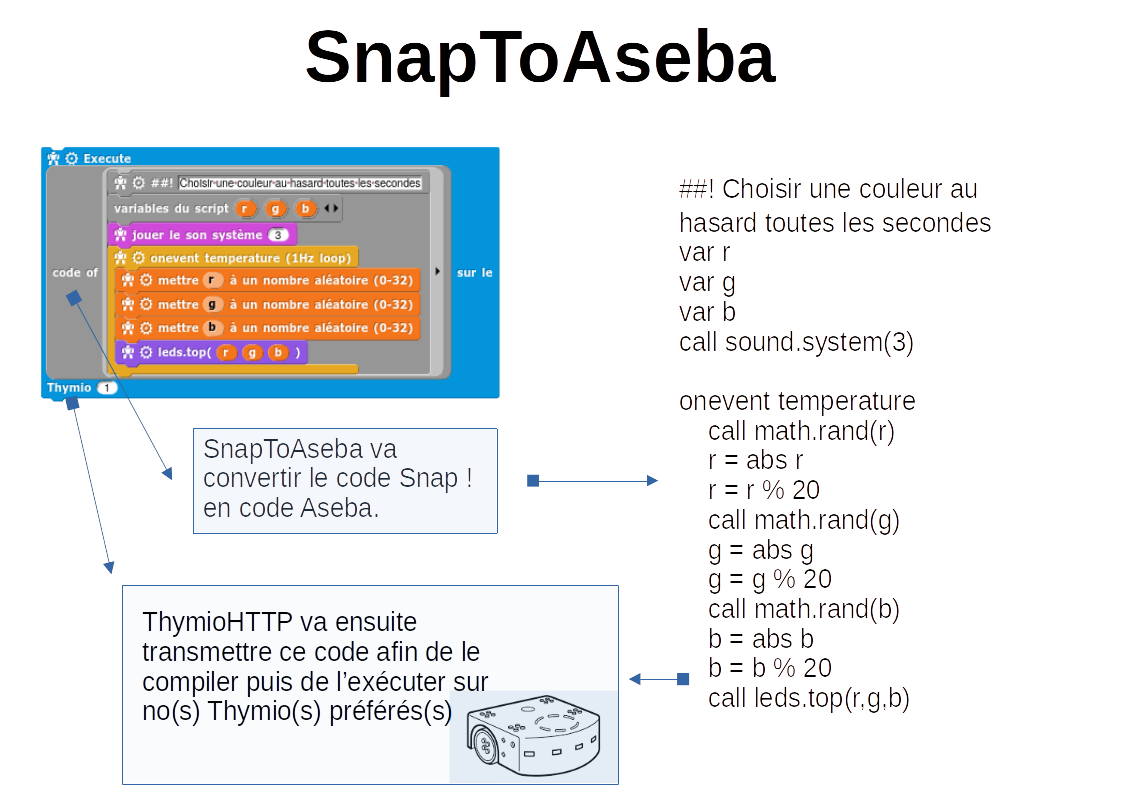 SnapToAseba
Execute
##! Choisir-une-couleur-au-hasard-toutes-les-secondes
variables du script r g b
jouer le son système 3
onevent temperature (1Hz loop)
code of
mettre r à un nombre aléatoire (0-32)
sur le
mettre g à un nombre aléatoire (0-32)
mettre b à un nombre aléatoire (0-32)
leds.top( r g b )
Thymio 1
SnapToAseba va
convertir le code Snap !
en code Aseba.
##! Choisir une couleur au
hasard toutes les secondes
var r
var g
var b
call sound.system(3)
onevent temperature
call math.rand(r)
r = abs r
r = r % 20
call math.rand(g)
g = abs g
g = g % 20
call math.rand(b)
b = abs b
b = b % 20
call leds.top(r,g,b)
ThymioHTTP va ensuite
transmettre ce code afin de le
compiler puis de l’exécuter sur
no(s) Thymio(s) préférés(s)